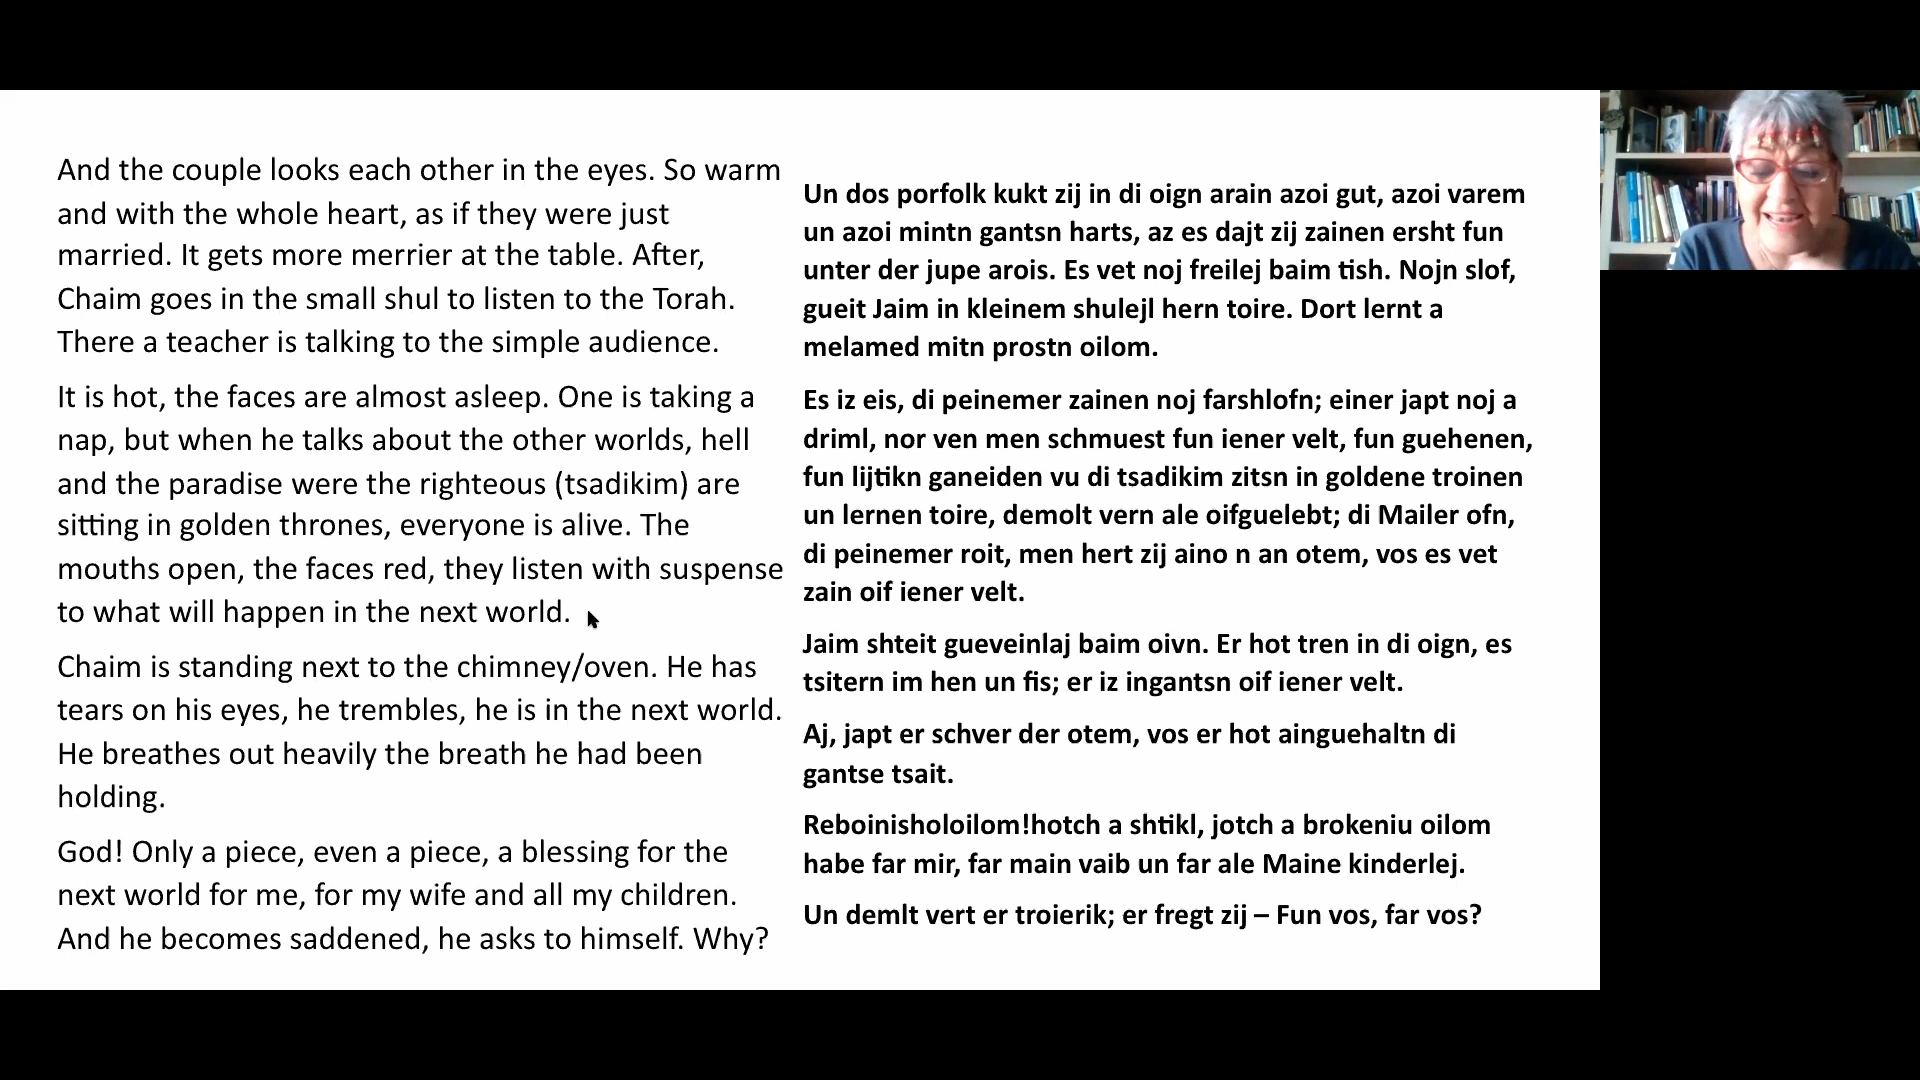 And the couple looks each other in the eyes. So warm
and with the whole heart, as if they were just
married. It gets more merrier at the table. After,
Chaim goes in the small shul to listen to the Torah.
There a teacher is talking to the simple audience.
It is hot, the faces are almost asleep. One is taking a
nap, but when he talks about the other worlds, hell
and the paradise were the righteous (tsadikim) are
sitting in golden thrones, everyone is alive. The
mouths open, the faces red, they listen with suspense
to what will happen in the next world.
Chaim is standing next to the chimney/oven. He has
tears on his eyes, he trembles, he is in the next world.
He breathes out heavily the breath he had been
holding.
God! Only a piece, even a piece, a blessing for the
next world for me, for my wife and all my children.
And he becomes saddened, he asks to himself. Why?
Un dos porfolk kukt zij in di oign arain azoi gut, azoi varem
un azoi mintn gantsn harts, az es dajt zij zainen ersht fun
unter der jupe arois. Es vet noj freilej baim tish. Nojn slof,
gueit Jaim in kleinem shulejl hern toire. Dort lernt a
melamed mitn prostn oilom.
Es iz eis, di peinemer zainen noj farshlofn; einer japt noj a
driml, nor ven men schmuest fun iener velt, fun guehenen,
fun lijtikn ganeiden vu di tsadikim zitsn in goldene troinen
un lernen toire, demolt vern ale oifguelebt; di Mailer ofn,
di peinemer roit, men hert zij aino n an otem, vos es vet
zain oif iener velt.
Jaim shteit gueveinlaj baim oivn. Er hot tren in di oign, es
tsitern im hen un fis; er iz ingantsn oif iener velt.
Aj, japt er schver der otem, vos er hot ainguehaltn di
gantse tsait.
Reboinisholoilom!hotch a shtikl, jotch a brokeniu oilom
habe far mir, far main vaib un far ale Maine kinderlej.
Un demlt vert er troierik; er fregt zij – Fun vos, far vos?